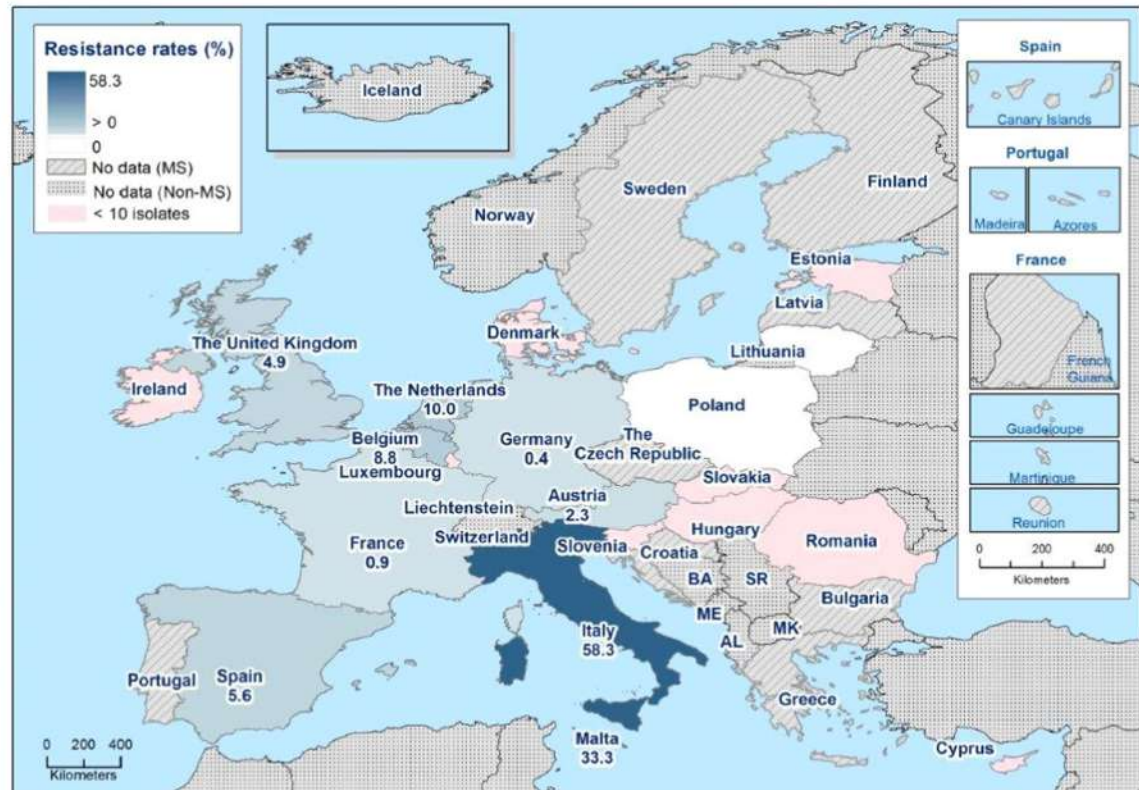 Resistance rates (%)
58.3
> 0
0
No data (MS)
No data (Non-MS)
< 10 isolates
Iceland
Spain
Canary Islands
Portugal
Madeira
Azores
France
French
Guiana
Guadeloupe
Martinique
Reunion
0 200 400
Kilometers
Norway
Sweden
Finland
Estonia
Latvia
Lithuania
Denmark
The United Kingdom
4.9
Ireland
The Netherlands
10.0
Belgium
8.8
Luxembourg
Germany
0.4
Poland
The
Czech Republic
Slovakia
Austria
2.3
Liechtenstein
Switzerland
Hungary
Romania
Slovenia
Croatia
France
0.9
BA
SR
Bulgaria
ME
MK
AL
Italy
58.3
Portugal
Spain
5.6
Greece
Malta
33.3
Cyprus
0 200 400
Kilometers